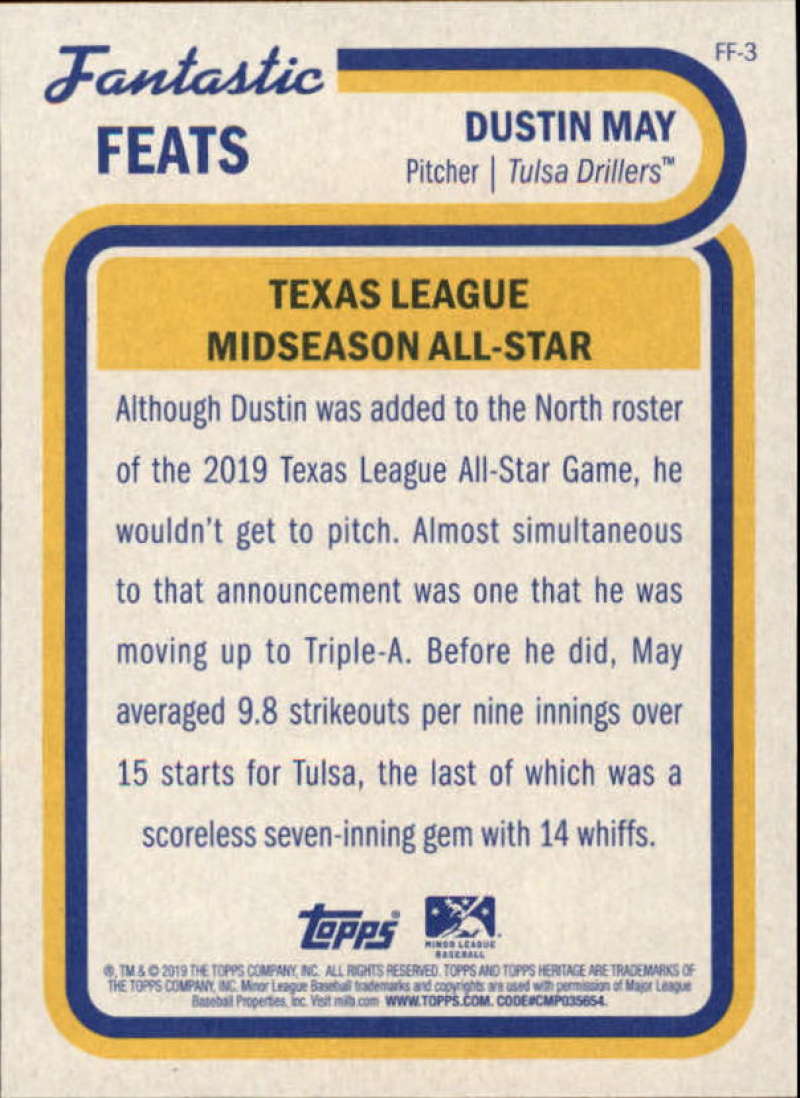 FF-3
Fantastic
FEATS
DUSTIN MAY
Pitcher | Tulsa Drillers™
TEXAS LEAGUE
MIDSEASON ALL-STAR
Although Dustin was added to the North roster
of the 2019 Texas League All-Star Game, he
wouldn't get to pitch. Almost simultaneous
to that announcement was one that he was
moving up to Triple-A. Before he did, May
averaged 9.8 strikeouts per nine innings over
15 starts for Tulsa, the last of which was a
scoreless seven-inning gem with 14 whiffs.
topps®
MINOR LEAGUE
BASEBALL
®, TM & © 2019 THE TOPPS COMPANY, INC. ALL RIGHTS RESERVED. TOPPS AND TOPPS HERITAGE ARE TRADEMARKS OF
THE TOPPS COMPANY, INC. Minor League Baseball trademarks and copyrights are used with permission of Major League
Baseball Properties, Inc. Visit milb.com WWW.TOPPS.COM. CODE#CMP035654.